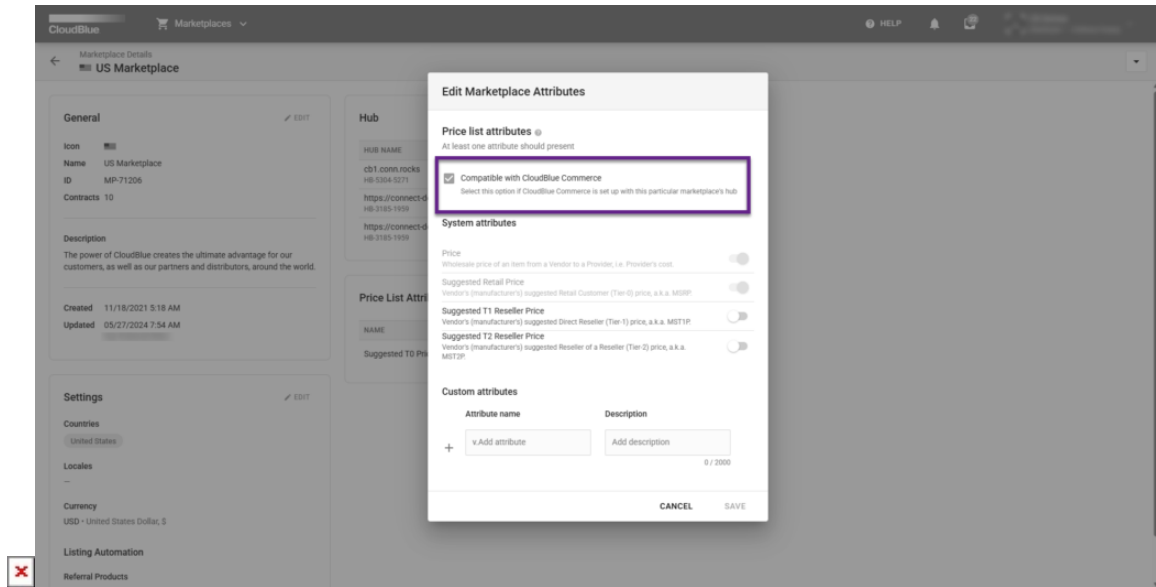 CloudBlue
Marketplaces
HELP
Marketplace Details
US Marketplace
General
EDIT
Icon
Name US Marketplace
ID MP-71206
Contracts 10
Description
The power of CloudBlue creates the ultimate advantage for our
customers, as well as our partners and distributors, around the world.
Created 11/18/2021 5:18 AM
Updated 05/27/2024 7:54 AM
Settings
EDIT
Countries
United States
Locales
–
Currency
USD • United States Dollar, $
Listing Automation
Referral Products
Hub
HUB NAME
cb1.conn.rocks
HB-5304-5271
https://connect-d
HB-3185-1959
https://connect-d
HB-3185-1959
Price List Attri
NAME
Suggested T0 Pri
Edit Marketplace Attributes
Price list attributes
At least one attribute should present
Compatible with CloudBlue Commerce
Select this option if CloudBlue Commerce is set up with this particular marketplace's hub
System attributes
Price
Wholesale price of an item from a Vendor to a Provider, i.e. Provider's cost.
Suggested Retail Price
Vendor's (manufacturer's) suggested Retail Customer (Tier-0) price, a.k.a. MSRP.
Suggested T1 Reseller Price
Vendor's (manufacturer's) suggested Direct Reseller (Tier-1) price, a.k.a. MST1P.
Suggested T2 Reseller Price
Vendor's (manufacturer's) suggested Reseller of a Reseller (Tier-2) price, a.k.a.
MST2P.
Custom attributes
Attribute name Description
v.Add attribute Add description
0 / 2000
CANCEL SAVE